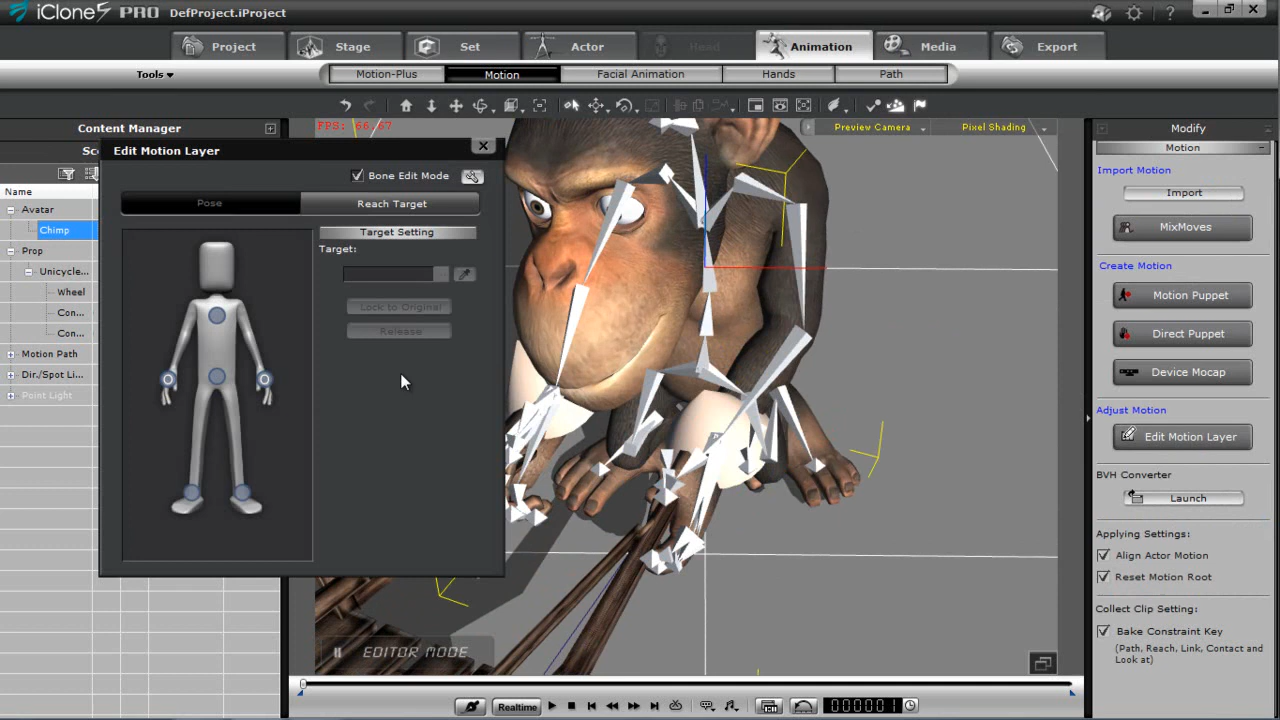 iClone5 PRO DefProject.iProject
Project Stage Set Actor Head Animation Media Export
Tools Motion-Plus Motion Facial Animation Hands Path
Content Manager
FPS: 66.67
Preview Camera Pixel Shading
Modify
Motion
Import Motion
Import
MixMoves
Create Motion
Motion Puppet
Direct Puppet
Device Mocap
Adjust Motion
Edit Motion Layer
BVH Converter
Launch
Applying Settings:
Align Actor Motion
Reset Motion Root
Collect Clip Setting:
Bake Constraint Key
(Path, Reach, Link, Contact and
Look at)
Edit Motion Layer
Bone Edit Mode
Pose Reach Target
Target Setting
Target:
Lock to Original
Release
Sc
Name
Avatar
Chimp
Prop
Unicycle...
Wheel
Con...
Con...
Motion Path
Dir./Spot Li...
Point Light
EDITOR MODE
Realtime 000001